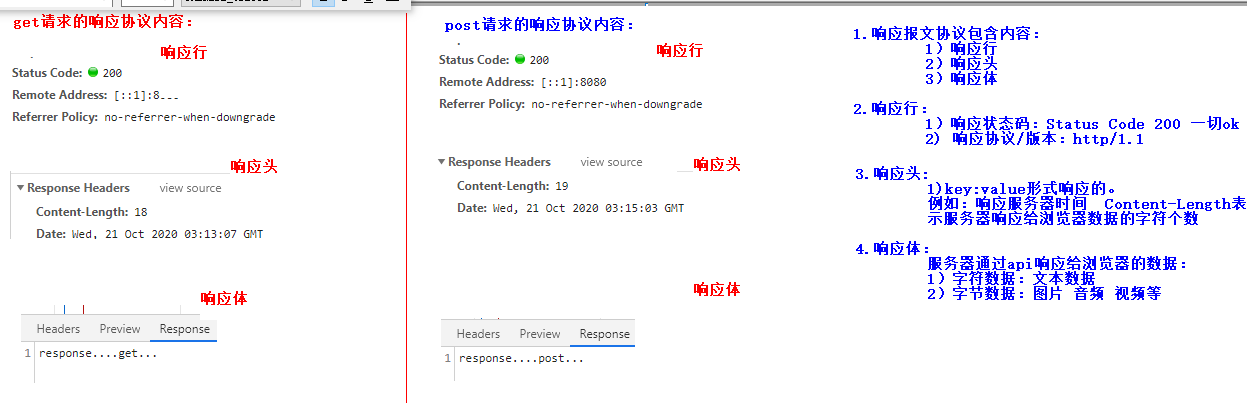 get请求的响应协议内容：
响应行
Status Code: 200
Remote Address: [::1]:8...
Referrer Policy: no-referrer-when-downgrade
响应头
Response Headers view source
Content-Length: 18
Date: Wed, 21 Oct 2020 03:13:07 GMT
响应体
Headers Preview Response
1 response....get...
post请求的响应协议内容：
响应行
Status Code: 200
Remote Address: [::1]:8080
Referrer Policy: no-referrer-when-downgrade
响应头
Response Headers view source
Content-Length: 19
Date: Wed, 21 Oct 2020 03:15:03 GMT
响应体
Headers Preview Response
1 response....post...
1.响应报文协议包含内容：
1）响应行
2）响应头
3）响应体
2.响应行：
1）响应状态码：Status Code 200 一切ok
2) 响应协议/版本：http/1.1
3.响应头：
1)key:value形式响应的。
例如：响应服务器时间 Content-Length表
示服务器响应给浏览器数据的字符个数
4.响应体：
服务器通过api响应给浏览器的数据：
1）字符数据：文本数据
2）字节数据：图片 音频 视频等